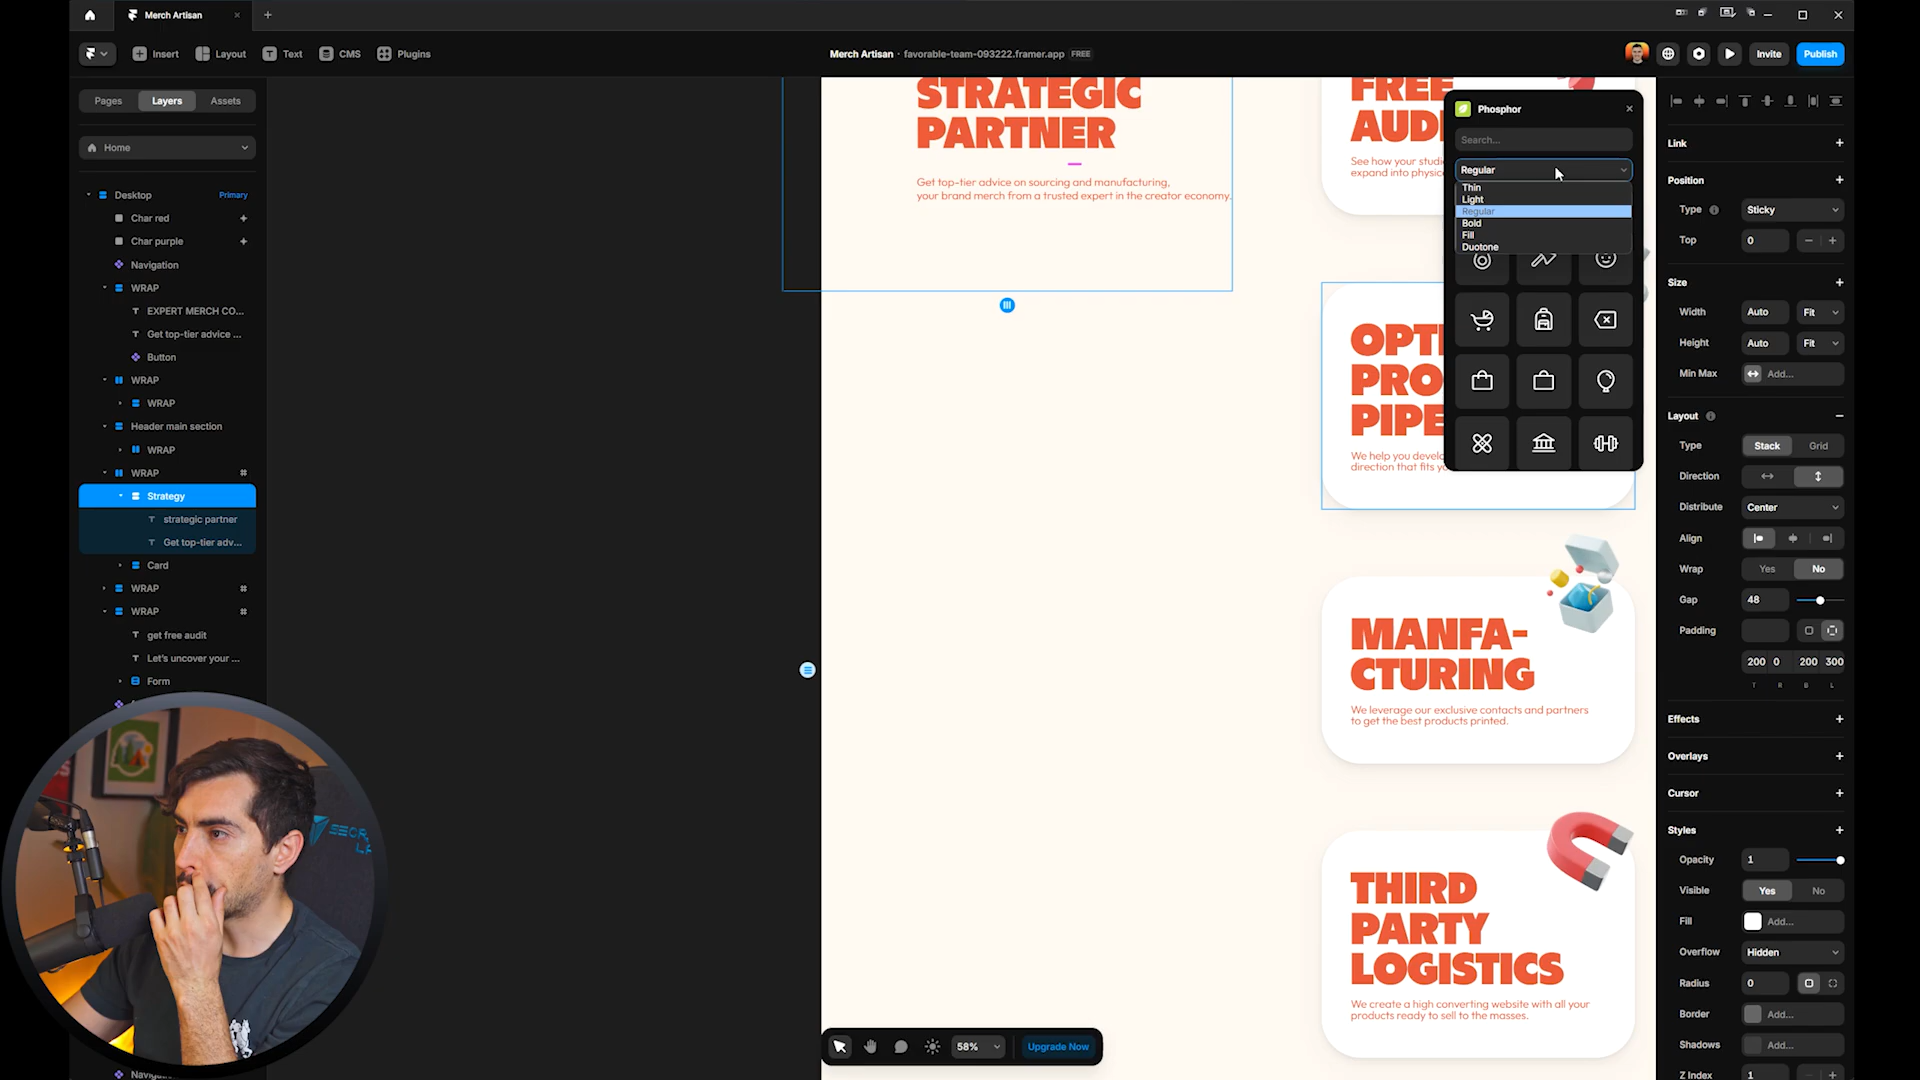 Merch Artisan
Insert
Layout
Text
CMS
Plugins
Merch Artisan · favorable-team-093222.framer.app FREE
Invite
Publish
Pages
Layers
Assets
Home
Desktop
Primary
Char red
Char purple
Navigation
WRAP
EXPERT MERCH CO...
Get top-tier advice ...
Button
WRAP
WRAP
Header main section
WRAP
WRAP
Strategy
strategic partner
Get top-tier adv...
Card
WRAP
WRAP
get free audit
Let's uncover your ...
Form
STRATEGIC
PARTNER
Get top-tier advice on sourcing and manufacturing,
your brand merch from a trusted expert in the creator economy.
FREE
AUD
See how your stud
expand into physic
OPT
PRO
PIPE
We help you develo
direction that fits yo
MANFA-
CTURING
We leverage our exclusive contacts and partners
to get the best products printed.
THIRD
PARTY
LOGISTICS
We create a high converting website with all your
products ready to sell to the masses.
Phosphor
Search...
Regular
Thin
Light
Regular
Bold
Fill
Duotone
58%
Upgrade Now
Link
Position
Type
Sticky
Top
0
Size
Width
Auto
Fit
Height
Auto
Fit
Min Max
Add...
Layout
Type
Stack
Grid
Direction
Distribute
Center
Align
Wrap
Yes
No
Gap
48
Padding
200 0 200 300
T R B L
Effects
Overlays
Cursor
Styles
Opacity
1
Visible
Yes
No
Fill
Add...
Overflow
Hidden
Radius
0
Border
Add...
Shadows
Add...
Z Index
1